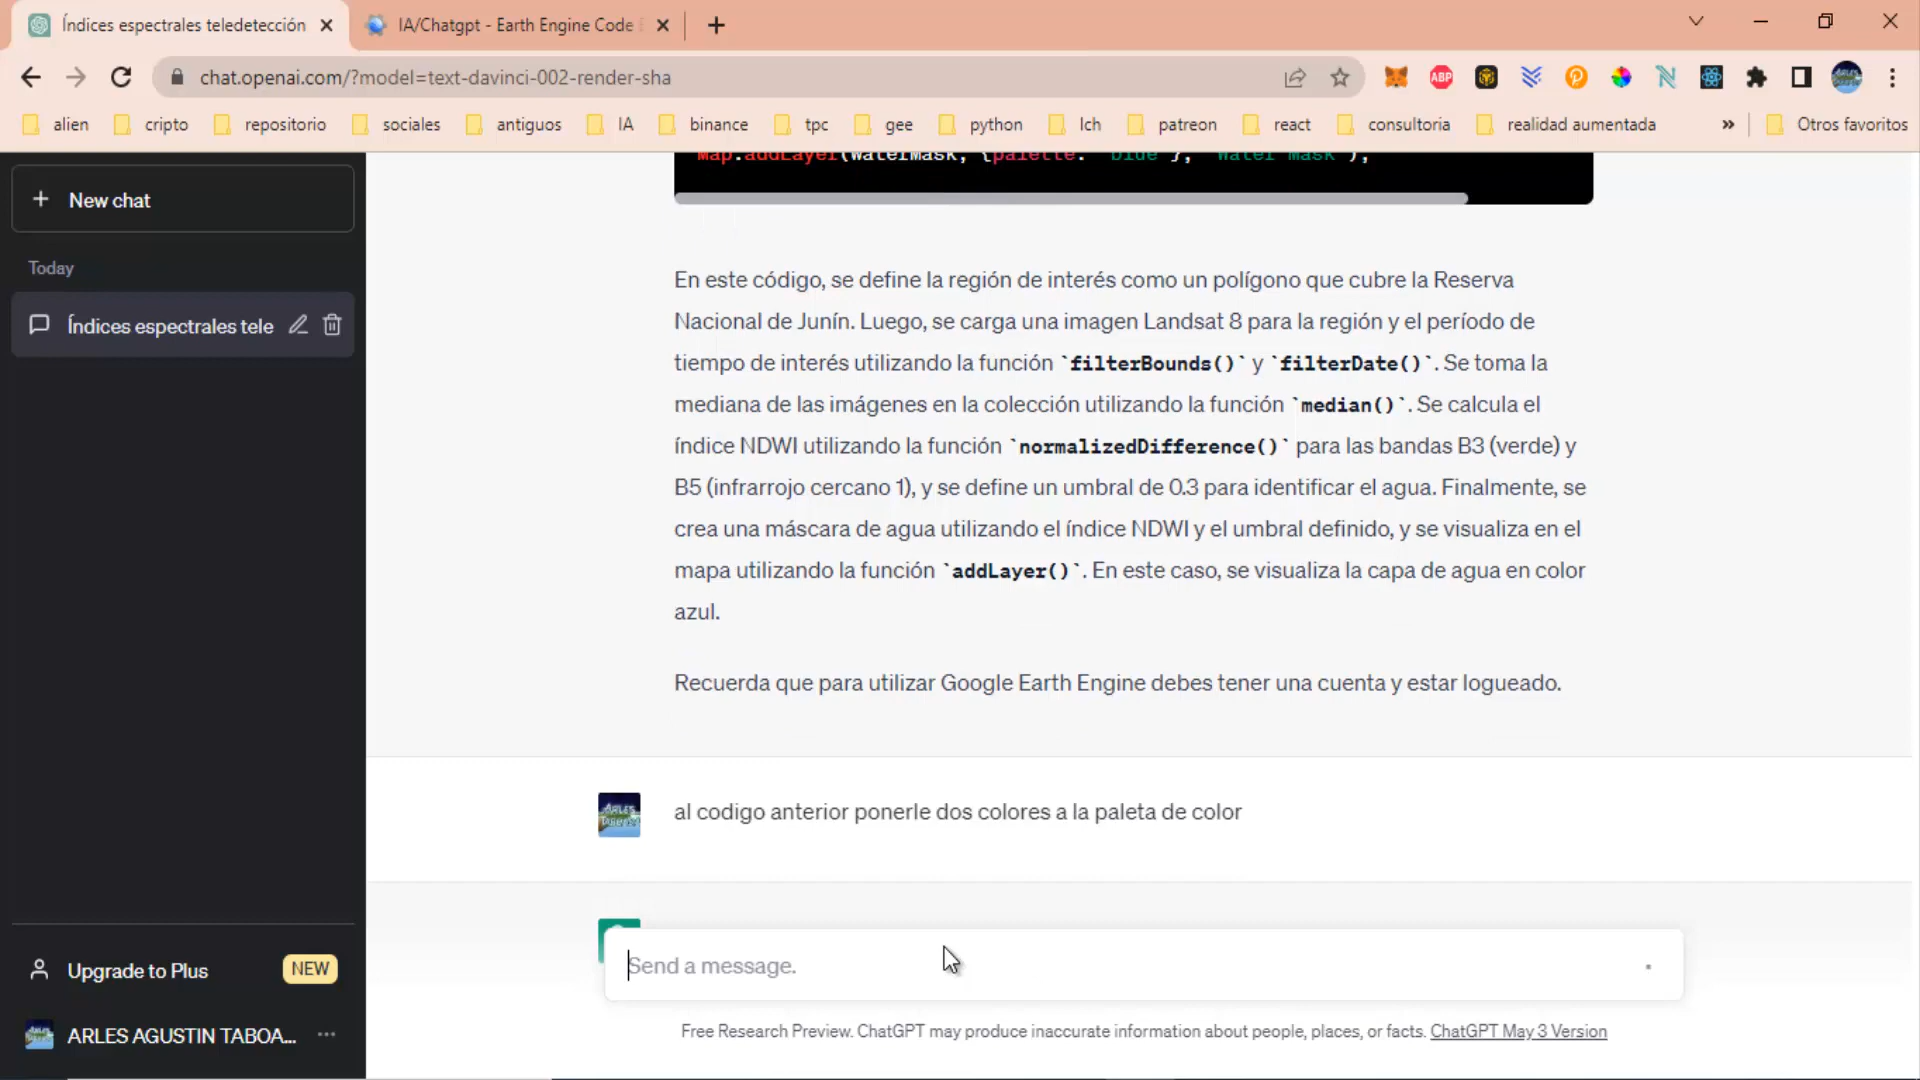 Índices espectrales teledetección
IA/Chatgpt - Earth Engine Code
chat.openai.com/?model=text-davinci-002-render-sha
ABP
alien
cripto
repositorio
sociales
antiguos
IA
binance
tpc
gee
python
lch
patreon
react
consultoria
realidad aumentada
»
Otros favoritos
+ New chat
Today
Índices espectrales tele
Map.addLayer(waterMask, {palette: 'blue'}, 'Water mask');
En este código, se define la región de interés como un polígono que cubre la Reserva
Nacional de Junín. Luego, se carga una imagen Landsat 8 para la región y el período de
tiempo de interés utilizando la función `filterBounds()` y `filterDate()`. Se toma la
mediana de las imágenes en la colección utilizando la función `median()`. Se calcula el
índice NDWI utilizando la función `normalizedDifference()` para las bandas B3 (verde) y
B5 (infrarrojo cercano 1), y se define un umbral de 0.3 para identificar el agua. Finalmente, se
crea una máscara de agua utilizando el índice NDWI y el umbral definido, y se visualiza en el
mapa utilizando la función `addLayer()`. En este caso, se visualiza la capa de agua en color
azul.
Recuerda que para utilizar Google Earth Engine debes tener una cuenta y estar logueado.
al codigo anterior ponerle dos colores a la paleta de color
Send a message.
Free Research Preview. ChatGPT may produce inaccurate information about people, places, or facts. ChatGPT May 3 Version
Upgrade to Plus
NEW
ARLES AGUSTIN TABOA...